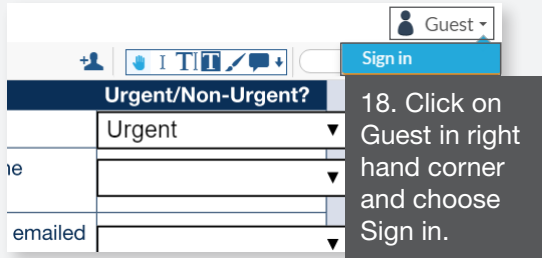 Guest
Sign in
I TI T
Urgent/Non-Urgent?
Urgent
ne
emailed
18. Click on
Guest in right
hand corner
and choose
Sign in.